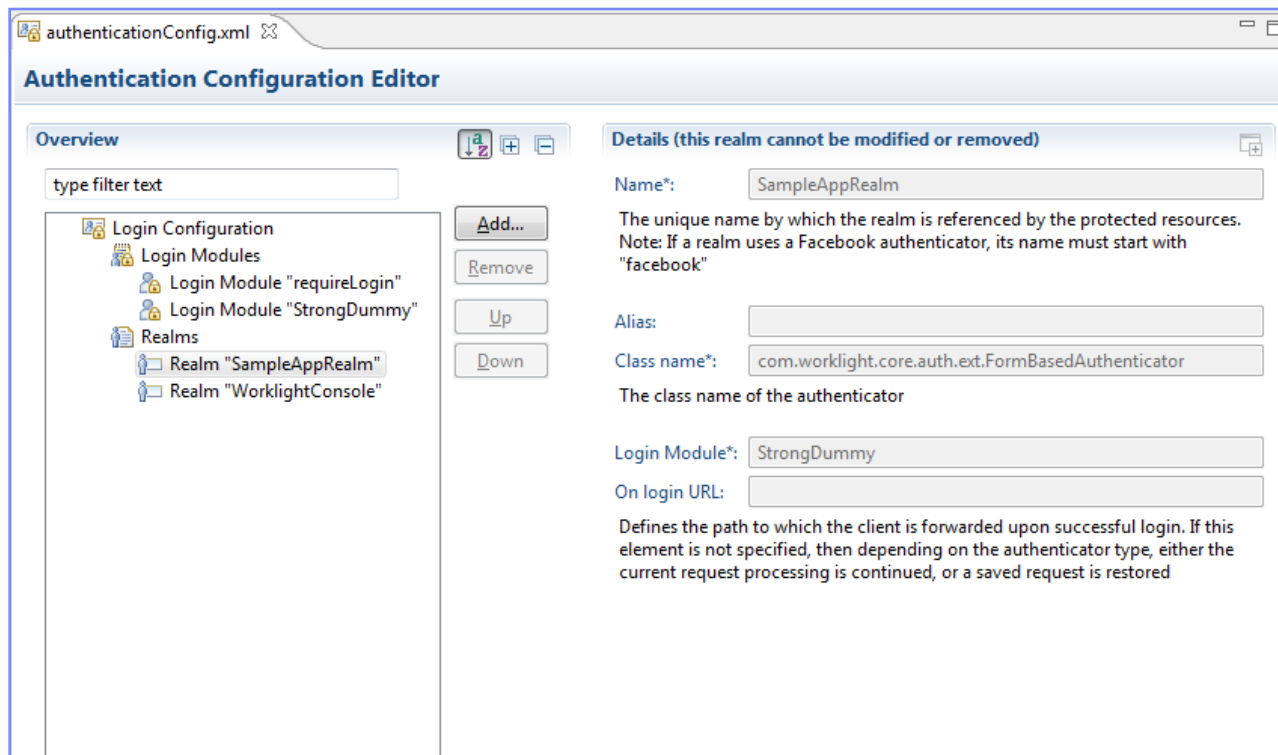 authenticationConfig.xml
Authentication Configuration Editor
Overview
type filter text
Login Configuration
Login Modules
Login Module "requireLogin"
Login Module "StrongDummy"
Realms
Realm "SampleAppRealm"
Realm "WorklightConsole"
Add...
Remove
Up
Down
Details (this realm cannot be modified or removed)
Name*: SampleAppRealm
The unique name by which the realm is referenced by the protected resources.
Note: If a realm uses a Facebook authenticator, its name must start with
"facebook"
Alias:
Class name*: com.worklight.core.auth.ext.FormBasedAuthenticator
The class name of the authenticator
Login Module*: StrongDummy
On login URL:
Defines the path to which the client is forwarded upon successful login. If this
element is not specified, then depending on the authenticator type, either the
current request processing is continued, or a saved request is restored